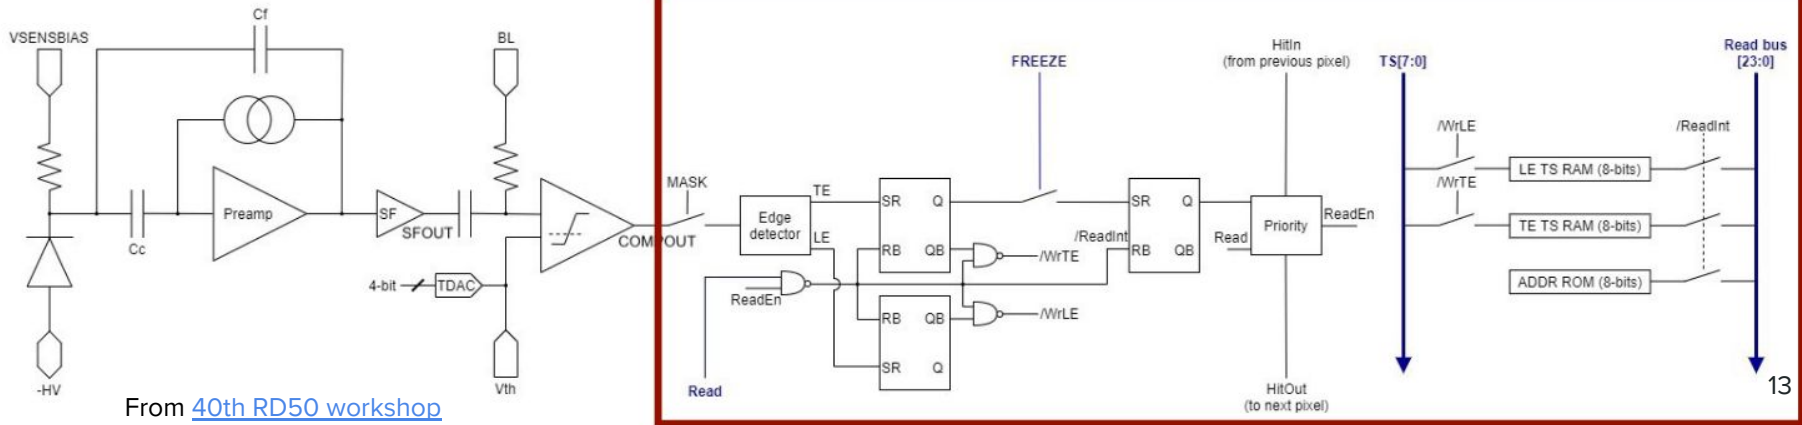 Cf
VSENSBIAS
BL
Cc
Preamp
SF
SFOUT
COMPOUT
4-bit
TDAC
-HV
Vth
From 40th RD50 workshop
MASK
Edge
detector
TE
LE
SR
Q
RB
QB
/WrTE
ReadEn
RB
QB
/WrLE
SR
Q
Read
FREEZE
/ReadInt
SR
Q
RB
QB
HitIn
(from previous pixel)
Read
Priority
ReadEn
HitOut
(to next pixel)
TS[7:0]
Read bus
[23:0]
/WrLE
/ReadInt
LE TS RAM (8-bits)
/WrTE
TE TS RAM (8-bits)
ADDR ROM (8-bits)
13